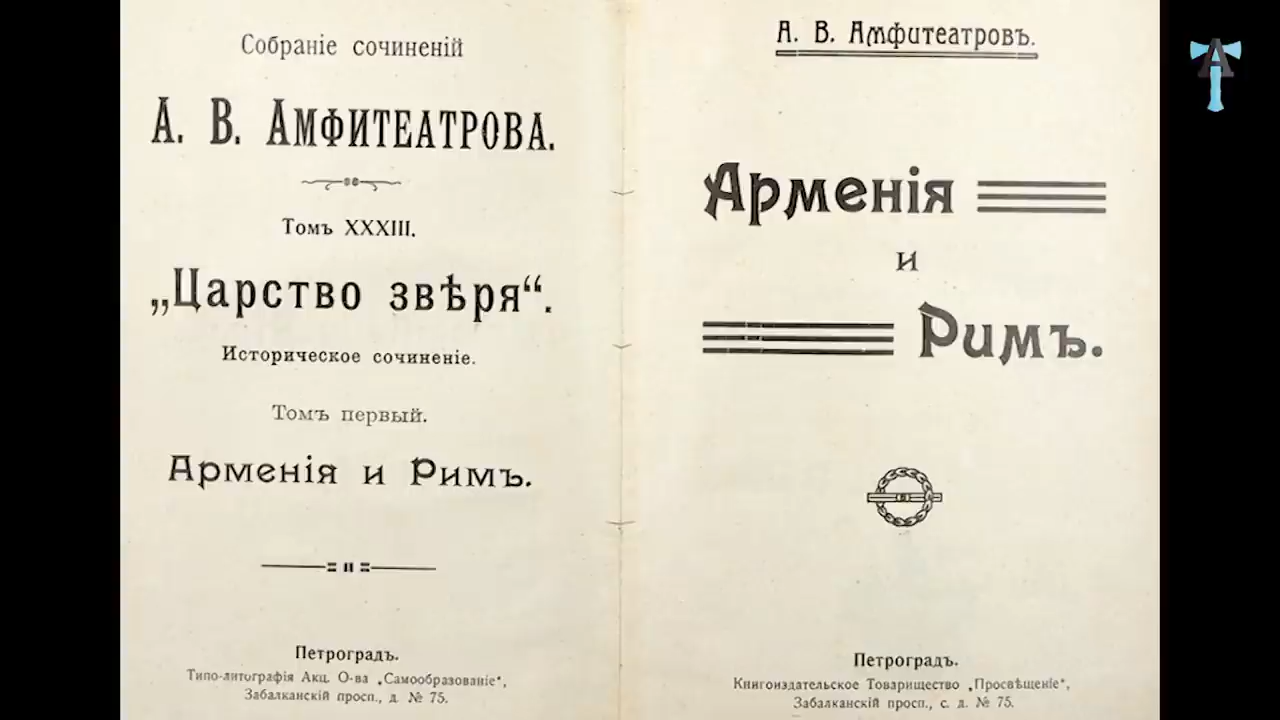 Собраніе сочиненій
А. В. АМФИТЕАТРОВА.
Томъ XXXIII.
„Царство звѣря“.
Историческое сочиненіе.
Томъ первый.
Арменія и Римъ.
Петроградъ.
Типо-литографія Акц. О-ва „Самообразованіе“,
Забалканскій просп., д. № 75.
А. В. Амфитеатровъ.
Арменія
и
Римъ.
Петроградъ.
Книгоиздательское Товарищество „Просвѣщеніе“,
Забалканскій просп., с. д. № 75.